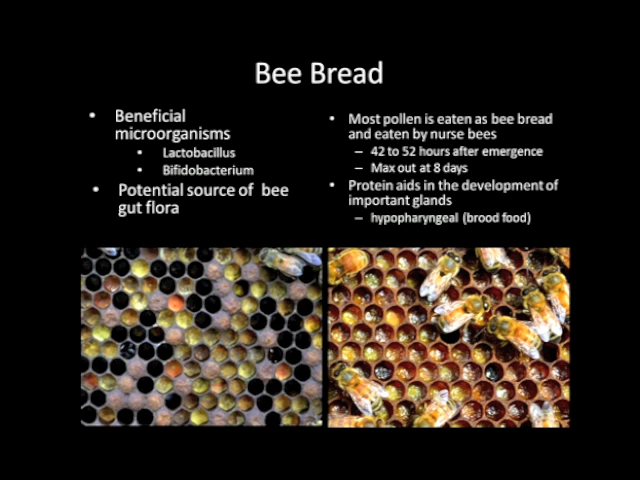 Bee Bread
• Beneficial
microorganisms
• Lactobacillus
• Bifidobacterium
• Potential source of bee
gut flora
• Most pollen is eaten as bee bread
and eaten by nurse bees
– 42 to 52 hours after emergence
– Max out at 8 days
• Protein aids in the development of
important glands
– hypopharyngeal (brood food)